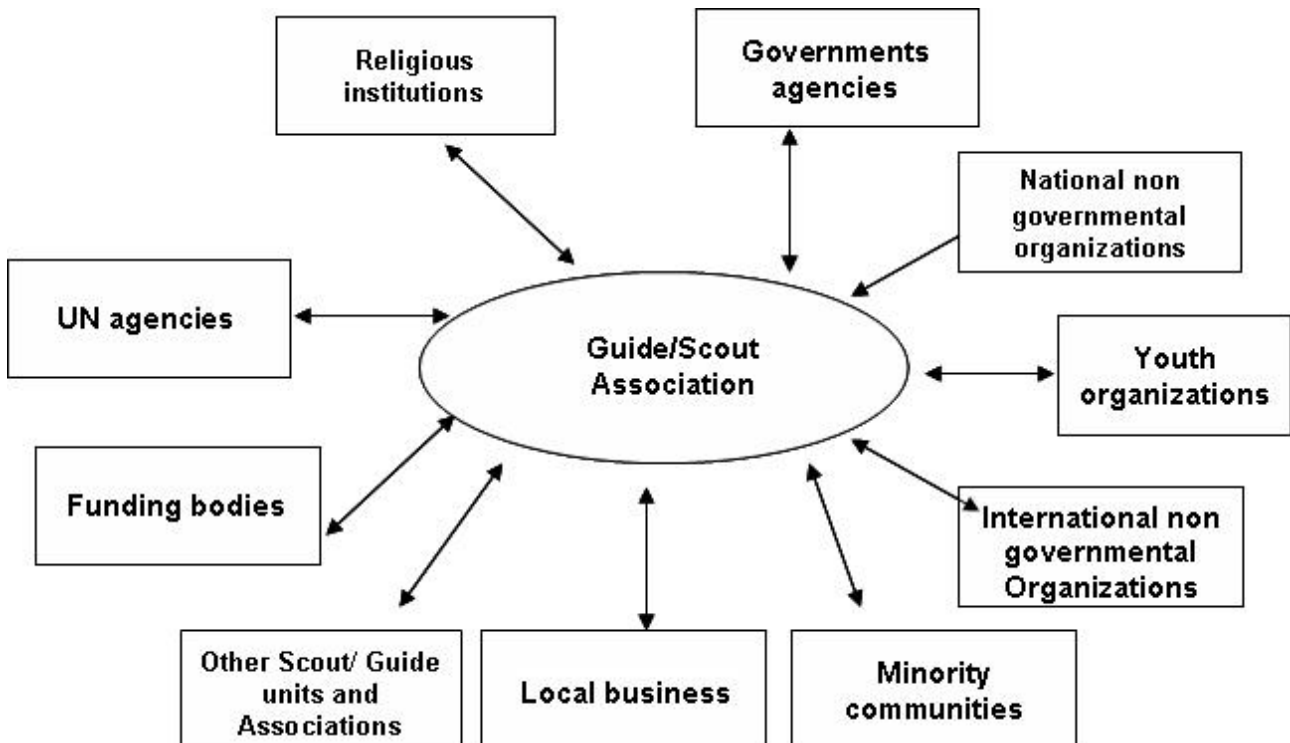 Religious
institutions
Governments
agencies
National non
governmental
organizations
UN agencies
Guide/Scout
Association
Youth
organizations
Funding bodies
International non
governmental
Organizations
Other Scout/ Guide
units and
Associations
Local business
Minority
communities